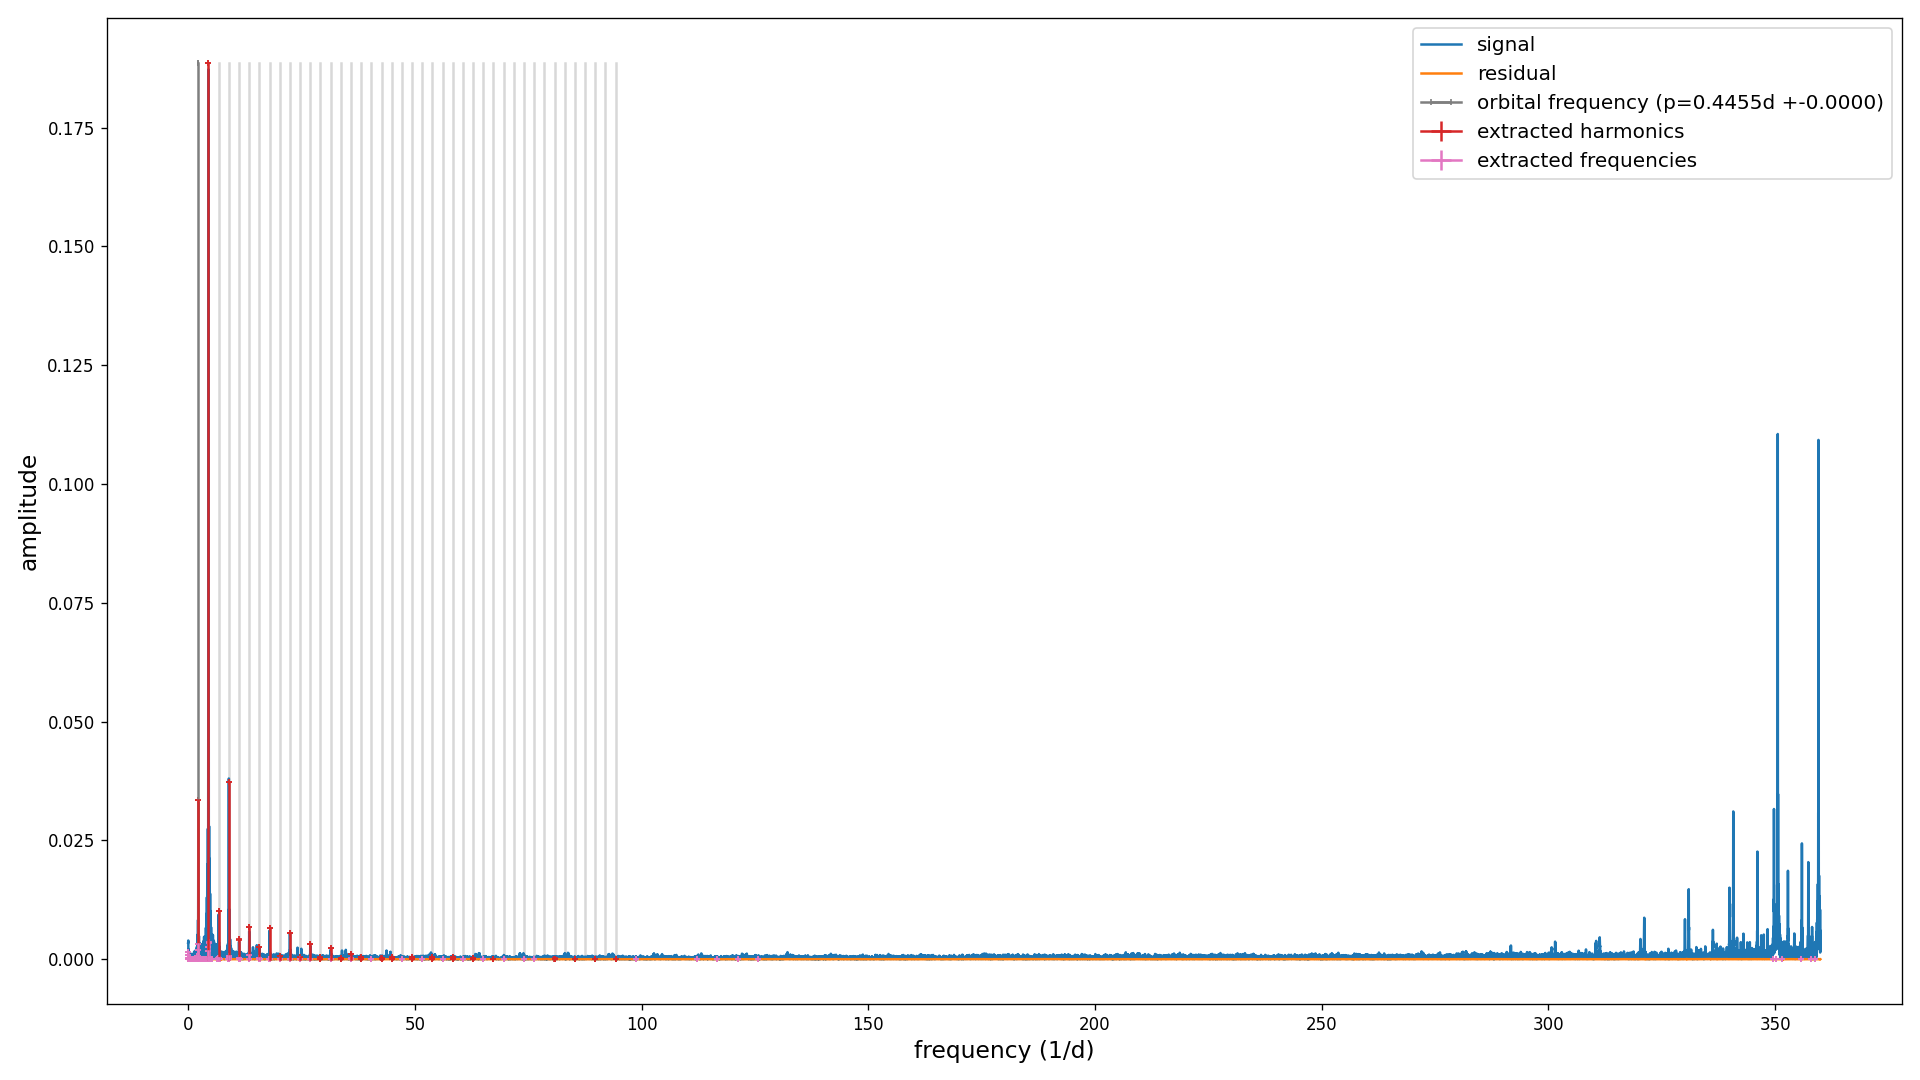 signal
residual
orbital frequency (p=0.4455d +-0.0000)
extracted harmonics
extracted frequencies
amplitude
0.175
0.150
0.125
0.100
0.075
0.050
0.025
0.000
0 50 100 150 200 250 300 350
frequency (1/d)